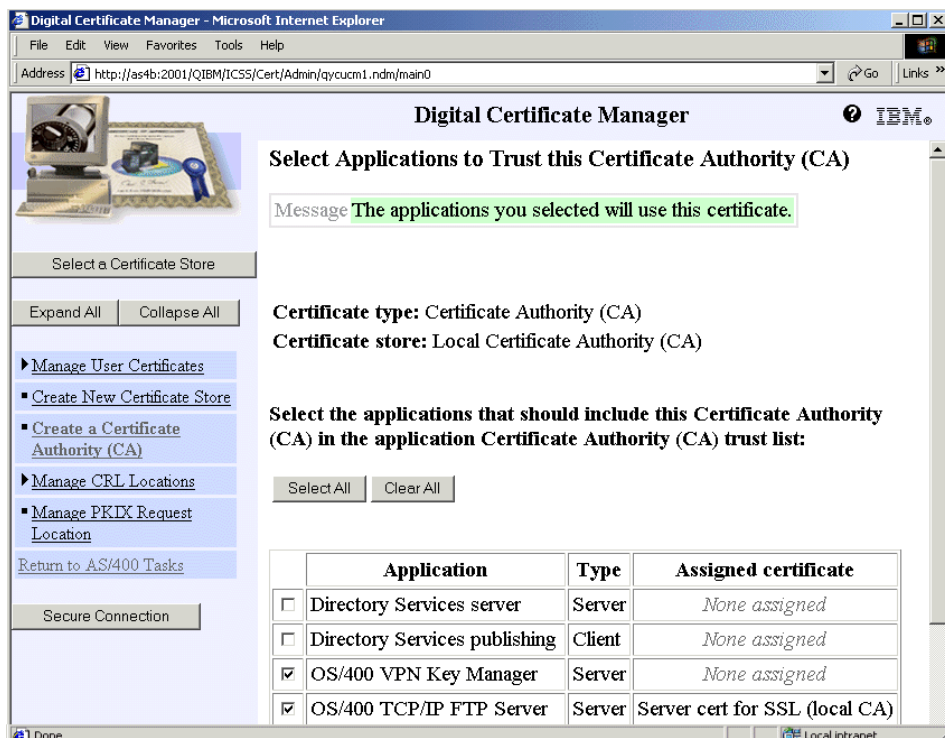 Digital Certificate Manager - Microsoft Internet Explorer
File Edit View Favorites Tools Help
Address http://as4b:2001/QIBM/ICSS/Cert/Admin/qycucm1.ndm/main0 Go Links »
Digital Certificate Manager ? IBM®
Select a Certificate Store
Expand All Collapse All
Manage User Certificates
Create New Certificate Store
Create a Certificate
Authority (CA)
Manage CRL Locations
Manage PKIX Request
Location
Return to AS/400 Tasks
Secure Connection
Select Applications to Trust this Certificate Authority (CA)
Message The applications you selected will use this certificate.
Certificate type: Certificate Authority (CA)
Certificate store: Local Certificate Authority (CA)
Select the applications that should include this Certificate Authority
(CA) in the application Certificate Authority (CA) trust list:
Select All Clear All
Application Type Assigned certificate
Directory Services server Server None assigned
Directory Services publishing Client None assigned
OS/400 VPN Key Manager Server None assigned
OS/400 TCP/IP FTP Server Server Server cert for SSL (local CA)
Done Local intranet